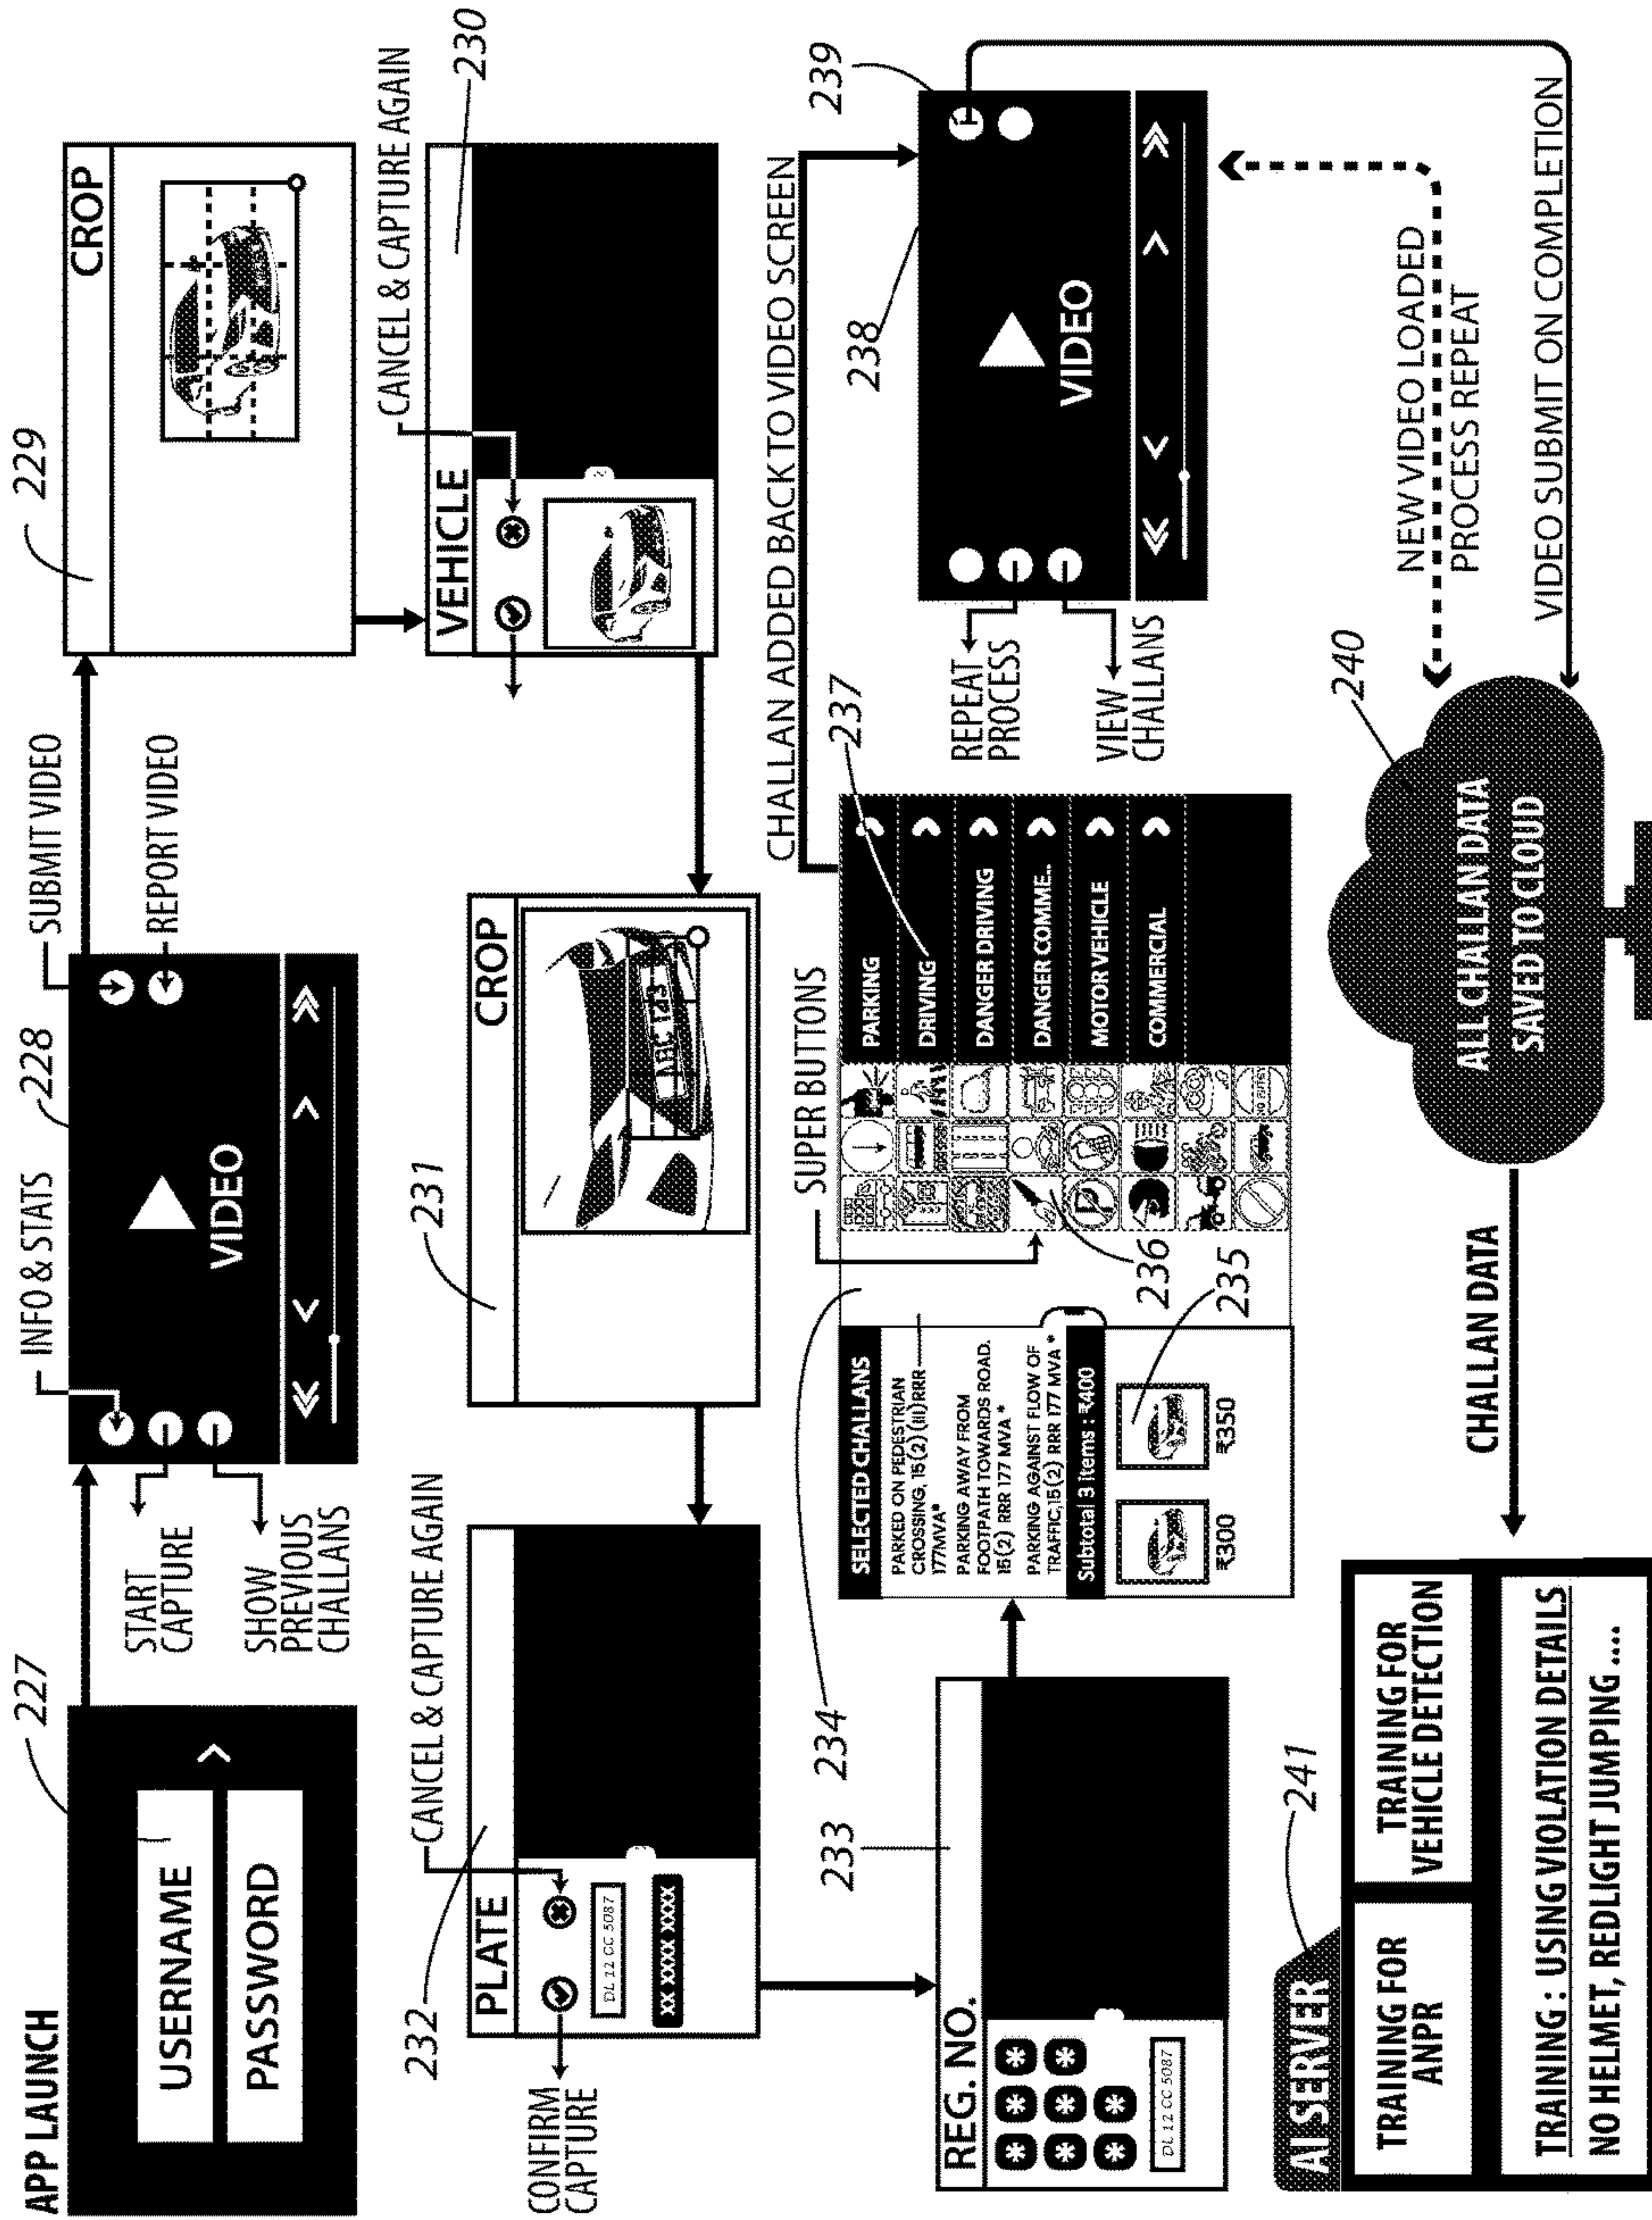 APP LAUNCH
227
USERNAME
PASSWORD
START
CAPTURE
SHOW
PREVIOUS
CHALLANS
INFO & STATS
228
VIDEO
SUBMIT VIDEO
REPORT VIDEO
229
CROP
CANCEL & CAPTURE AGAIN
230
VEHICLE
231
CROP
ABC 123
CANCEL & CAPTURE AGAIN
232
PLATE
DL 12 CC 5087
XX XXXX XXXX
CONFIRM
CAPTURE
233
REG. NO.
* * *
* * *
* *
DL 12 CC 5087
234
SELECTED CHALLANS
PARKED ON PEDESTRIAN
CROSSING, 15(2) (III)RRR
177MVA*
PARKING AWAY FROM
FOOTPATH TOWARDS ROAD.
15(2) RRR 177 MVA *
PARKING AGAINST FLOW OF
TRAFFIC,15(2) RRR 177 MVA *
Subtotal 3 items : ₹400
₹300
₹350
235
236
SUPER BUTTONS
P
237
PARKING
DRIVING
DANGER DRIVING
DANGER COMME..
MOTOR VEHICLE
COMMERCIAL
CHALLAN ADDED BACK TO VIDEO SCREEN
238
239
VIDEO
REPEAT
PROCESS
VIEW
CHALLANS
NEW VIDEO LOADED
PROCESS REPEAT
VIDEO SUBMIT ON COMPLETION
240
ALL CHALLAN DATA
SAVED TO CLOUD
CHALLAN DATA
241
AI SERVER
TRAINING FOR
ANPR
TRAINING FOR
VEHICLE DETECTION
TRAINING : USING VIOLATION DETAILS
NO HELMET, REDLIGHT JUMPING ....